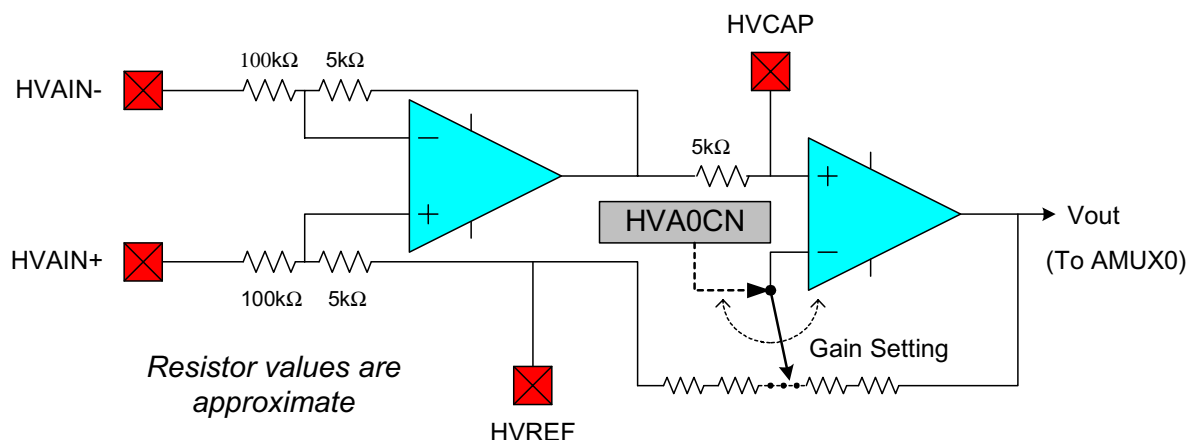 HVCAP
100kΩ
5kΩ
HVAIN-
5kΩ
HVA0CN
Vout
(To AMUX0)
HVAIN+
100kΩ
5kΩ
Gain Setting
Resistor values are
approximate
HVREF